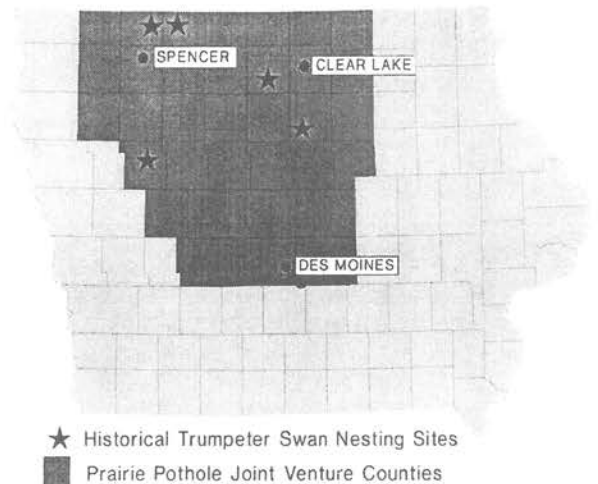 SPENCER
CLEAR LAKE
DES MOINES
Historical Trumpeter Swan Nesting Sites
Prairie Pothole Joint Venture Counties